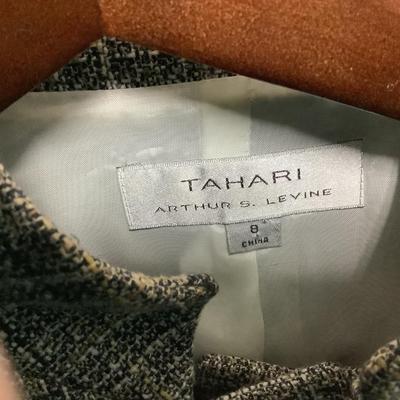 TAHARI
ARTHUR S. LEVINE
8
CHINA